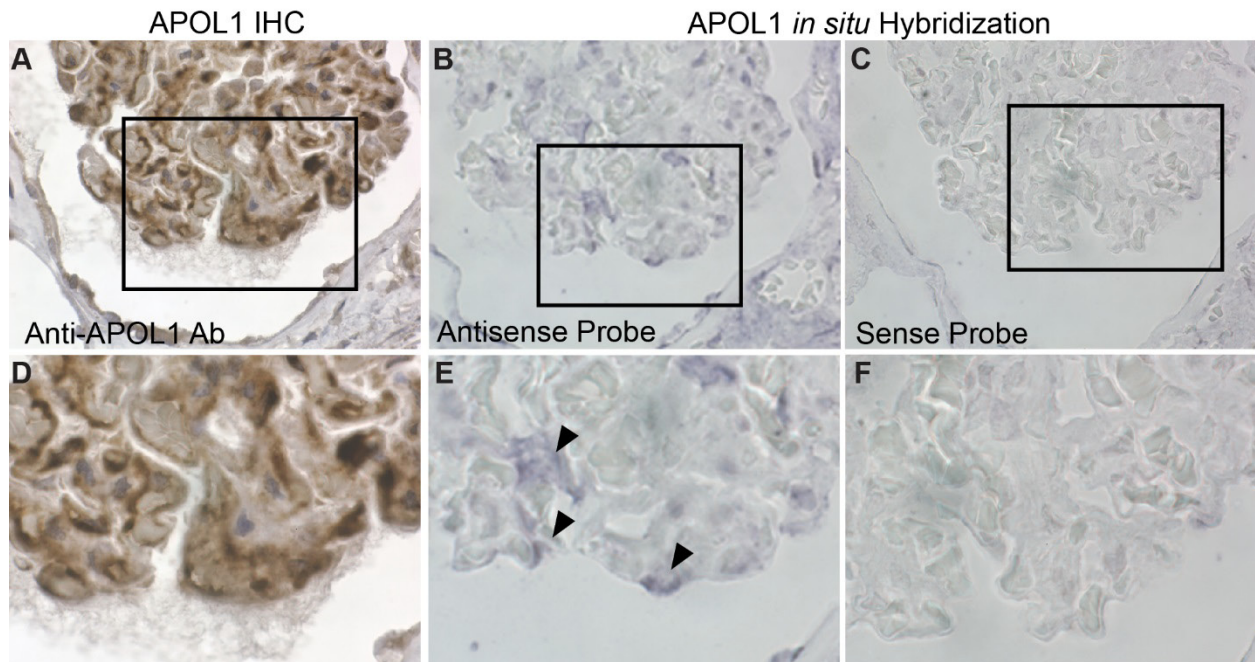 APOL1 IHC
APOL1 in situ Hybridization
A
B
C
Anti-APOL1 Ab
Antisense Probe
Sense Probe
D
E
F